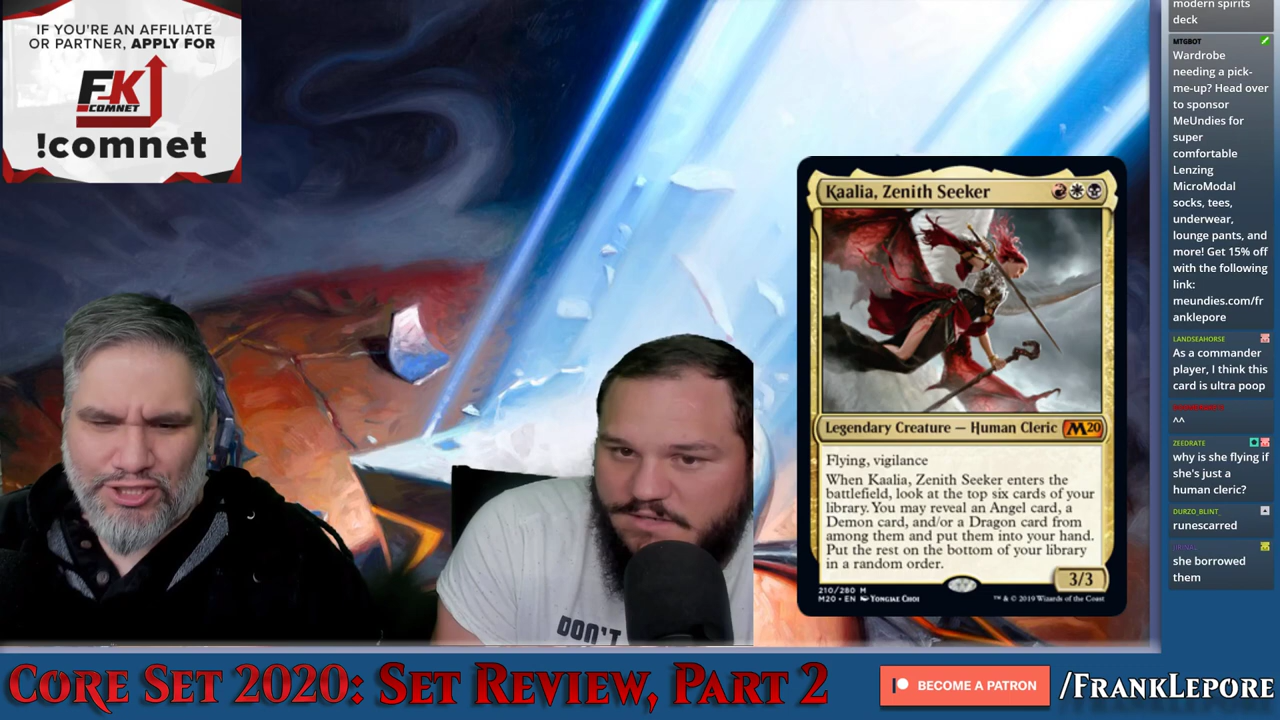 IF YOU'RE AN AFFILIATE
OR PARTNER, APPLY FOR
F2K
COMNET
!comnet
Kaalia, Zenith Seeker
Legendary Creature — Human Cleric M20
Flying, vigilance
When Kaalia, Zenith Seeker enters the
battlefield, look at the top six cards of your
library. You may reveal an Angel card, a
Demon card, and/or a Dragon card from
among them and put them into your hand.
Put the rest on the bottom of your library
in a random order.
3/3
210/280 M
M20 • EN Yongjae Choi
™ & © 2019 Wizards of the Coast
DON'T
modern spirits
deck
MTGBOT
Wardrobe
needing a pick-
me-up? Head over
to sponsor
MeUndies for
super
comfortable
Lenzing
MicroModal
socks, tees,
underwear,
lounge pants, and
more! Get 15% off
with the following
link:
meundies.com/fr
anklepore
LANDSEAHORSE
As a commander
player, I think this
card is ultra poop
^^
ZEEDRATE
why is she flying if
she's just a
human cleric?
DURZO_BLINT_
runescarred
she borrowed
them
Core Set 2020: Set Review, Part 2
BECOME A PATRON
/FrankLepore